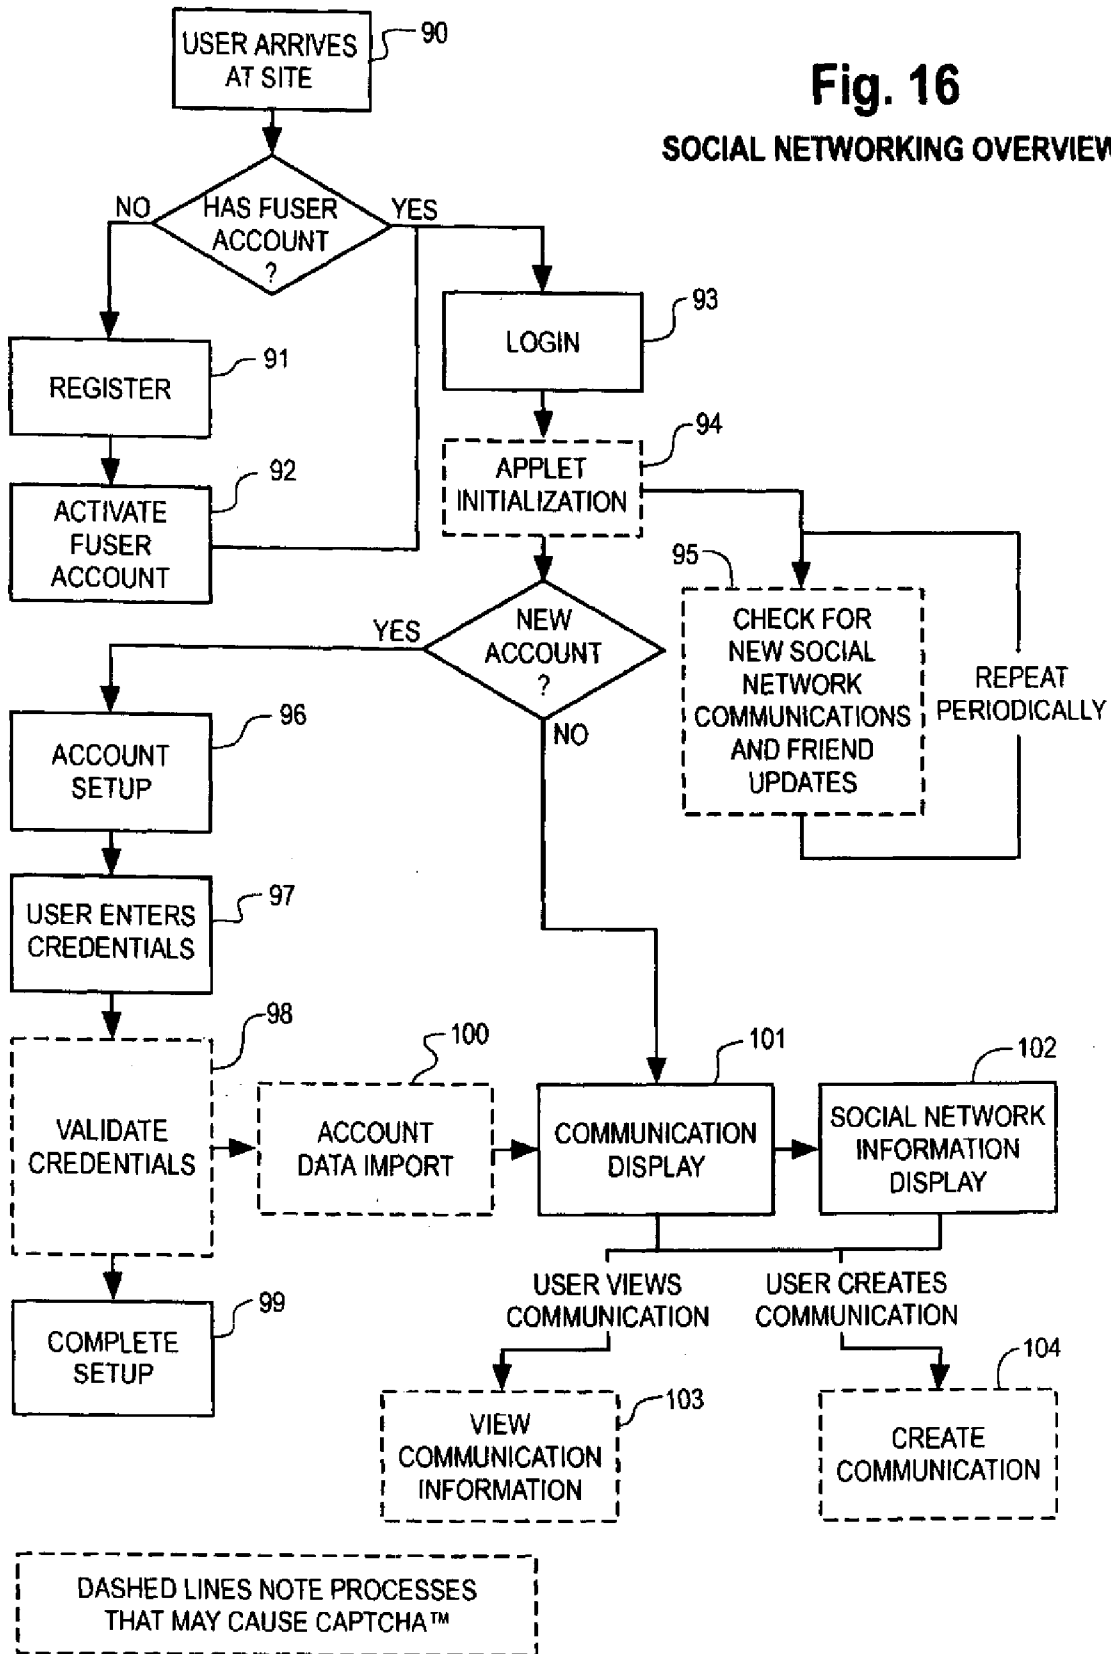 USER ARRIVES
AT SITE
90
Fig. 16
SOCIAL NETWORKING OVERVIEW
NO
HAS FUSER
ACCOUNT
?
YES
93
LOGIN
91
REGISTER
94
APPLET
INITIALIZATION
92
ACTIVATE
FUSER
ACCOUNT
95
CHECK FOR
NEW SOCIAL
NETWORK
COMMUNICATIONS
AND FRIEND
UPDATES
REPEAT
PERIODICALLY
YES
NEW
ACCOUNT
?
NO
96
ACCOUNT
SETUP
97
USER ENTERS
CREDENTIALS
98
VALIDATE
CREDENTIALS
100
ACCOUNT
DATA IMPORT
101
COMMUNICATION
DISPLAY
102
SOCIAL NETWORK
INFORMATION
DISPLAY
USER VIEWS
COMMUNICATION
USER CREATES
COMMUNICATION
99
COMPLETE
SETUP
103
VIEW
COMMUNICATION
INFORMATION
104
CREATE
COMMUNICATION
DASHED LINES NOTE PROCESSES
THAT MAY CAUSE CAPTCHA™